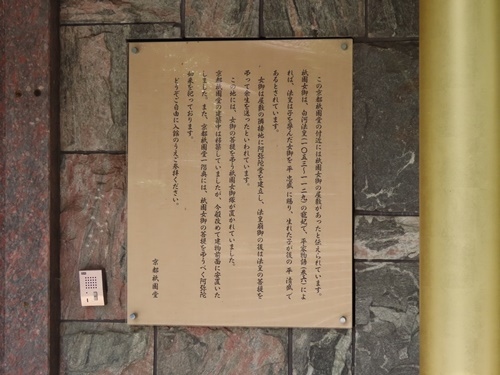 この京都祇園堂の付近には祇園女御の屋敷があったと伝えられています。
祇園女御は、白河法皇(一〇五三~一一二九)の寵妃で、平家物語(巻六)によ
れば、法皇は子を孕んだ女御を平忠盛に賜り、生れた子が後の平清盛で
あるとされています。
女御は屋敷の隣接地に阿弥陀堂を建立し、法皇崩御の後は法皇の菩提を
弔って余生を送ったといわれています。
この地には、女御の菩提を弔う祇園女御塚が置かれていました。
京都祇園堂の建築中は移築していましたが、今般改めて建物前面に安置いた
しました。また、京都祇園堂一階奥には、祇園女御の菩提を弔うべく阿弥陀
如来を祀っております。
どうぞご自由に入館のうえご参拝ください。
京都祇園堂